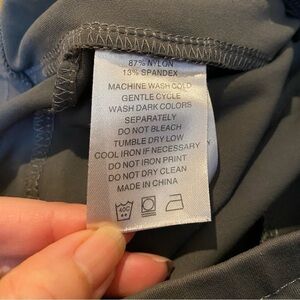 87% NYLON
13% SPANDEX
MACHINE WASH COLD
GENTLE CYCLE
WASH DARK COLORS
SEPARATELY
DO NOT BLEACH
TUMBLE DRY LOW
COOL IRON IF NECESSARY
DO NOT IRON PRINT
DO NOT DRY CLEAN
MADE IN CHINA
40C